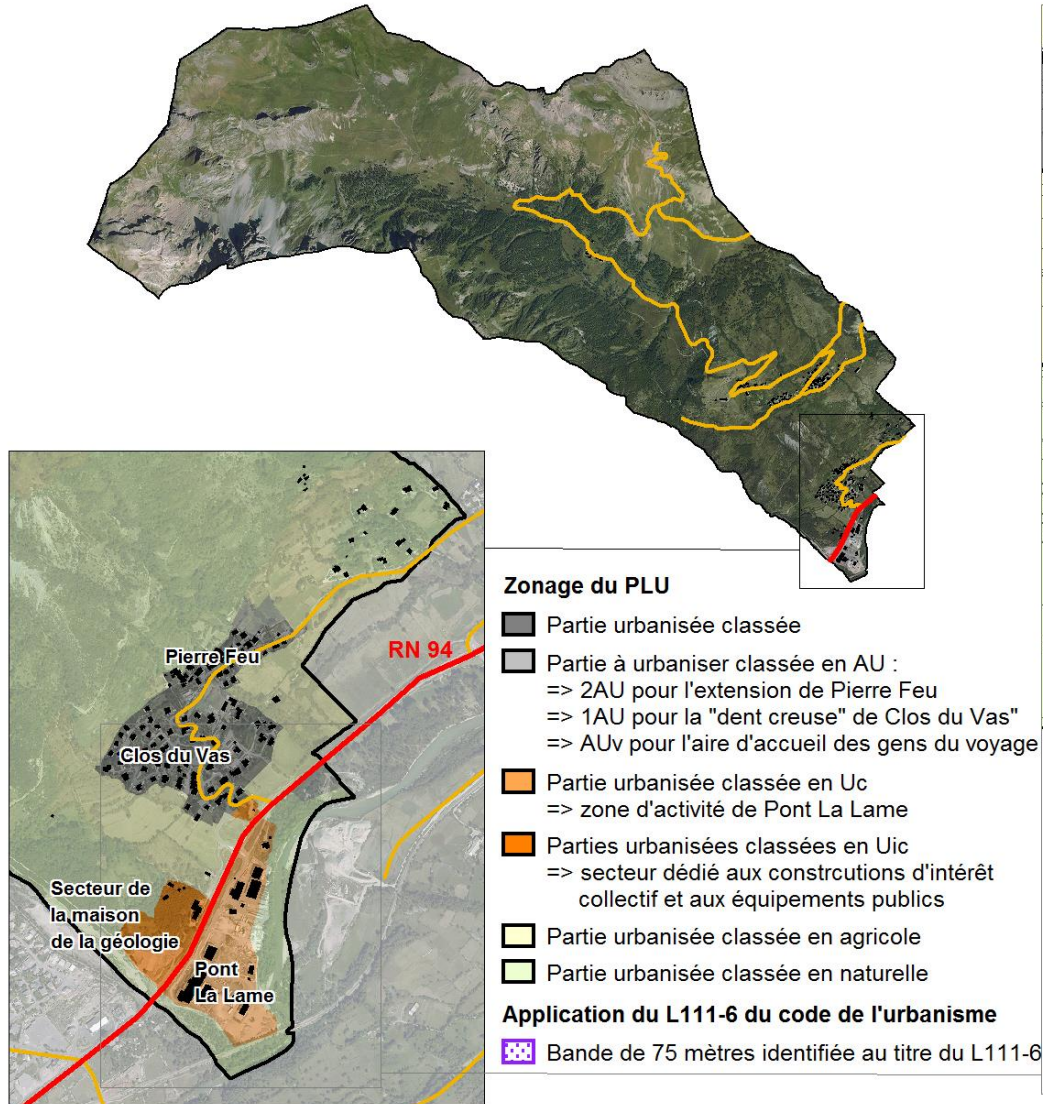 Pierre Feu
RN 94
Clos du Vas
Secteur de
la maison
de la géologie
Pont
La Lame
Zonage du PLU
Partie urbanisée classée
Partie à urbaniser classée en AU :
=> 2AU pour l'extension de Pierre Feu
=> 1AU pour la "dent creuse" de Clos du Vas"
=> AUv pour l'aire d'accueil des gens du voyage
Partie urbanisée classée en Uc
=> zone d'activité de Pont La Lame
Parties urbanisées classées en Uic
=> secteur dédié aux constrcutions d'intérêt
collectif et aux équipements publics
Partie urbanisée classée en agricole
Partie urbanisée classée en naturelle
Application du L111-6 du code de l'urbanisme
Bande de 75 mètres identifiée au titre du L111-6